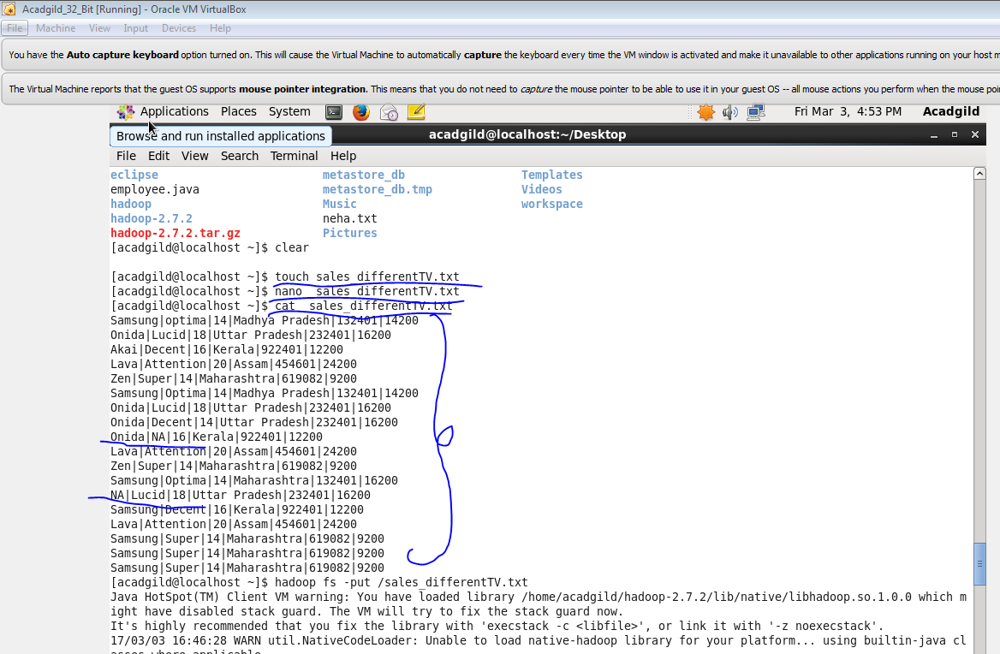 Acadgild_32_Bit [Running] - Oracle VM VirtualBox
File Machine View Input Devices Help
You have the Auto capture keyboard option turned on. This will cause the Virtual Machine to automatically capture the keyboard every time the VM window is activated and make it unavailable to other applications running on your host m
The Virtual Machine reports that the guest OS supports mouse pointer integration. This means that you do not need to capture the mouse pointer to be able to use it in your guest OS -- all mouse actions you perform when the mouse poi
Applications Places System Fri Mar 3, 4:53 PM Acadgild
Browse and run installed applications acadgild@localhost:~/Desktop
File Edit View Search Terminal Help
eclipse metastore_db Templates
employee.java metastore_db.tmp Videos
hadoop Music workspace
hadoop-2.7.2 neha.txt
hadoop-2.7.2.tar.gz Pictures
[acadgild@localhost ~]$ clear
[acadgild@localhost ~]$ touch sales_differentTV.txt
[acadgild@localhost ~]$ nano  sales_differentTV.txt
[acadgild@localhost ~]$ cat  sales_differentTV.txt
Samsung|optima|14|Madhya Pradesh|132401|14200
Onida|Lucid|18|Uttar Pradesh|232401|16200
Akai|Decent|16|Kerala|922401|12200
Lava|Attention|20|Assam|454601|24200
Zen|Super|14|Maharashtra|619082|9200
Samsung|Optima|14|Madhya Pradesh|132401|14200
Onida|Lucid|18|Uttar Pradesh|232401|16200
Onida|Decent|14|Uttar Pradesh|232401|16200
Onida|NA|16|Kerala|922401|12200
Lava|Attention|20|Assam|454601|24200
Zen|Super|14|Maharashtra|619082|9200
Samsung|Optima|14|Maharashtra|132401|16200
NA|Lucid|18|Uttar Pradesh|232401|16200
Samsung|Decent|16|Kerala|922401|12200
Lava|Attention|20|Assam|454601|24200
Samsung|Super|14|Maharashtra|619082|9200
Samsung|Super|14|Maharashtra|619082|9200
Samsung|Super|14|Maharashtra|619082|9200
[acadgild@localhost ~]$ hadoop fs -put /sales_differentTV.txt
Java HotSpot(TM) Client VM warning: You have loaded library /home/acadgild/hadoop-2.7.2/lib/native/libhadoop.so.1.0.0 which m
ight have disabled stack guard. The VM will try to fix the stack guard now.
It's highly recommended that you fix the library with 'execstack -c <libfile>', or link it with '-z noexecstack'.
17/03/03 16:46:28 WARN util.NativeCodeLoader: Unable to load native-hadoop library for your platform... using builtin-java cl
asses where applicable